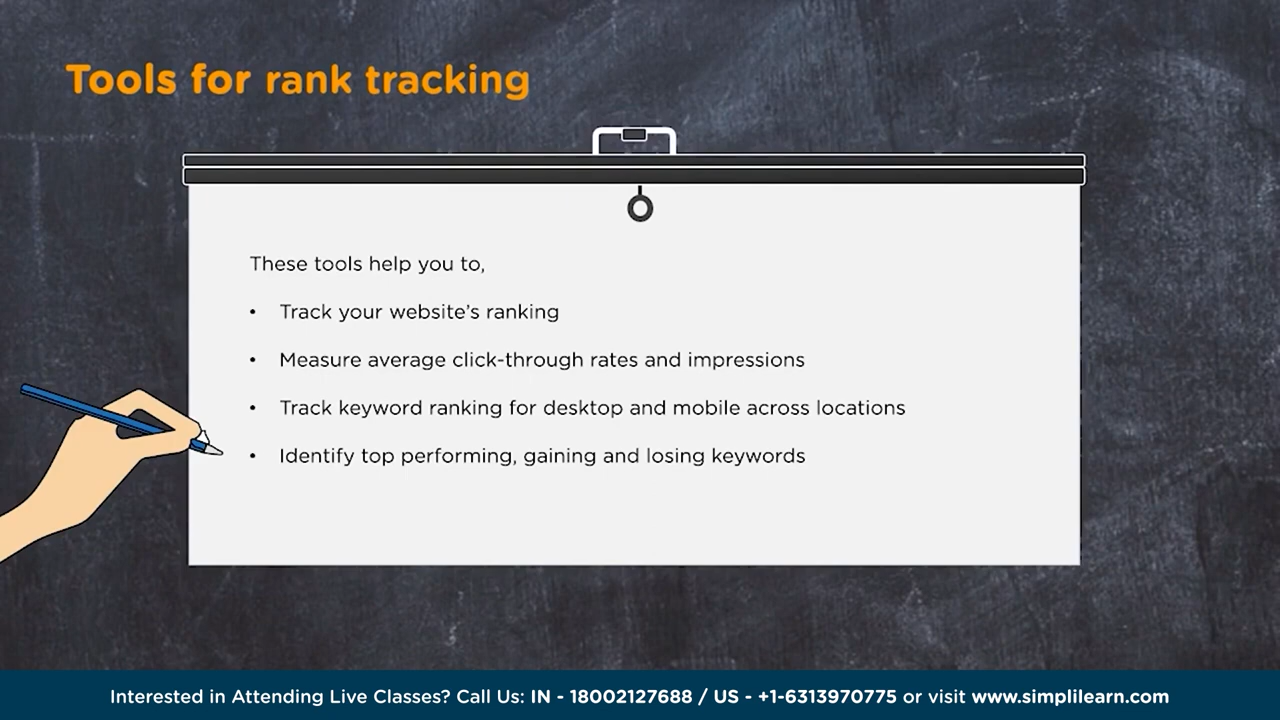 Tools for rank tracking
These tools help you to,
• Track your website's ranking
• Measure average click-through rates and impressions
• Track keyword ranking for desktop and mobile across locations
• Identify top performing, gaining and losing keywords
Interested in Attending Live Classes? Call Us: IN - 18002127688 / US - +1-6313970775 or visit www.simplilearn.com